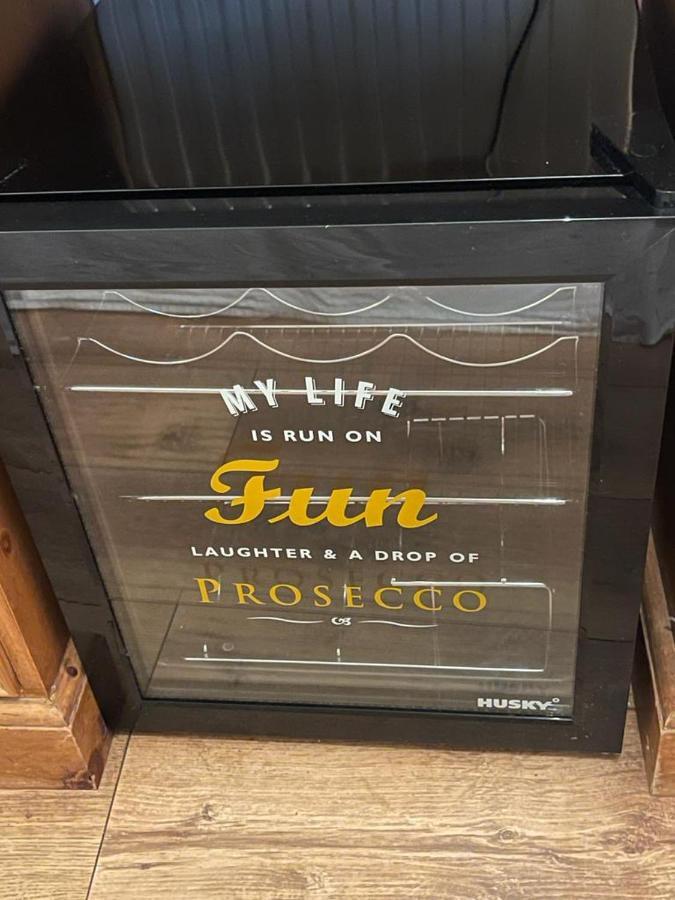 MY LIFE
IS RUN ON
Fun
LAUGHTER & A DROP OF
PROSECCO
HUSKY